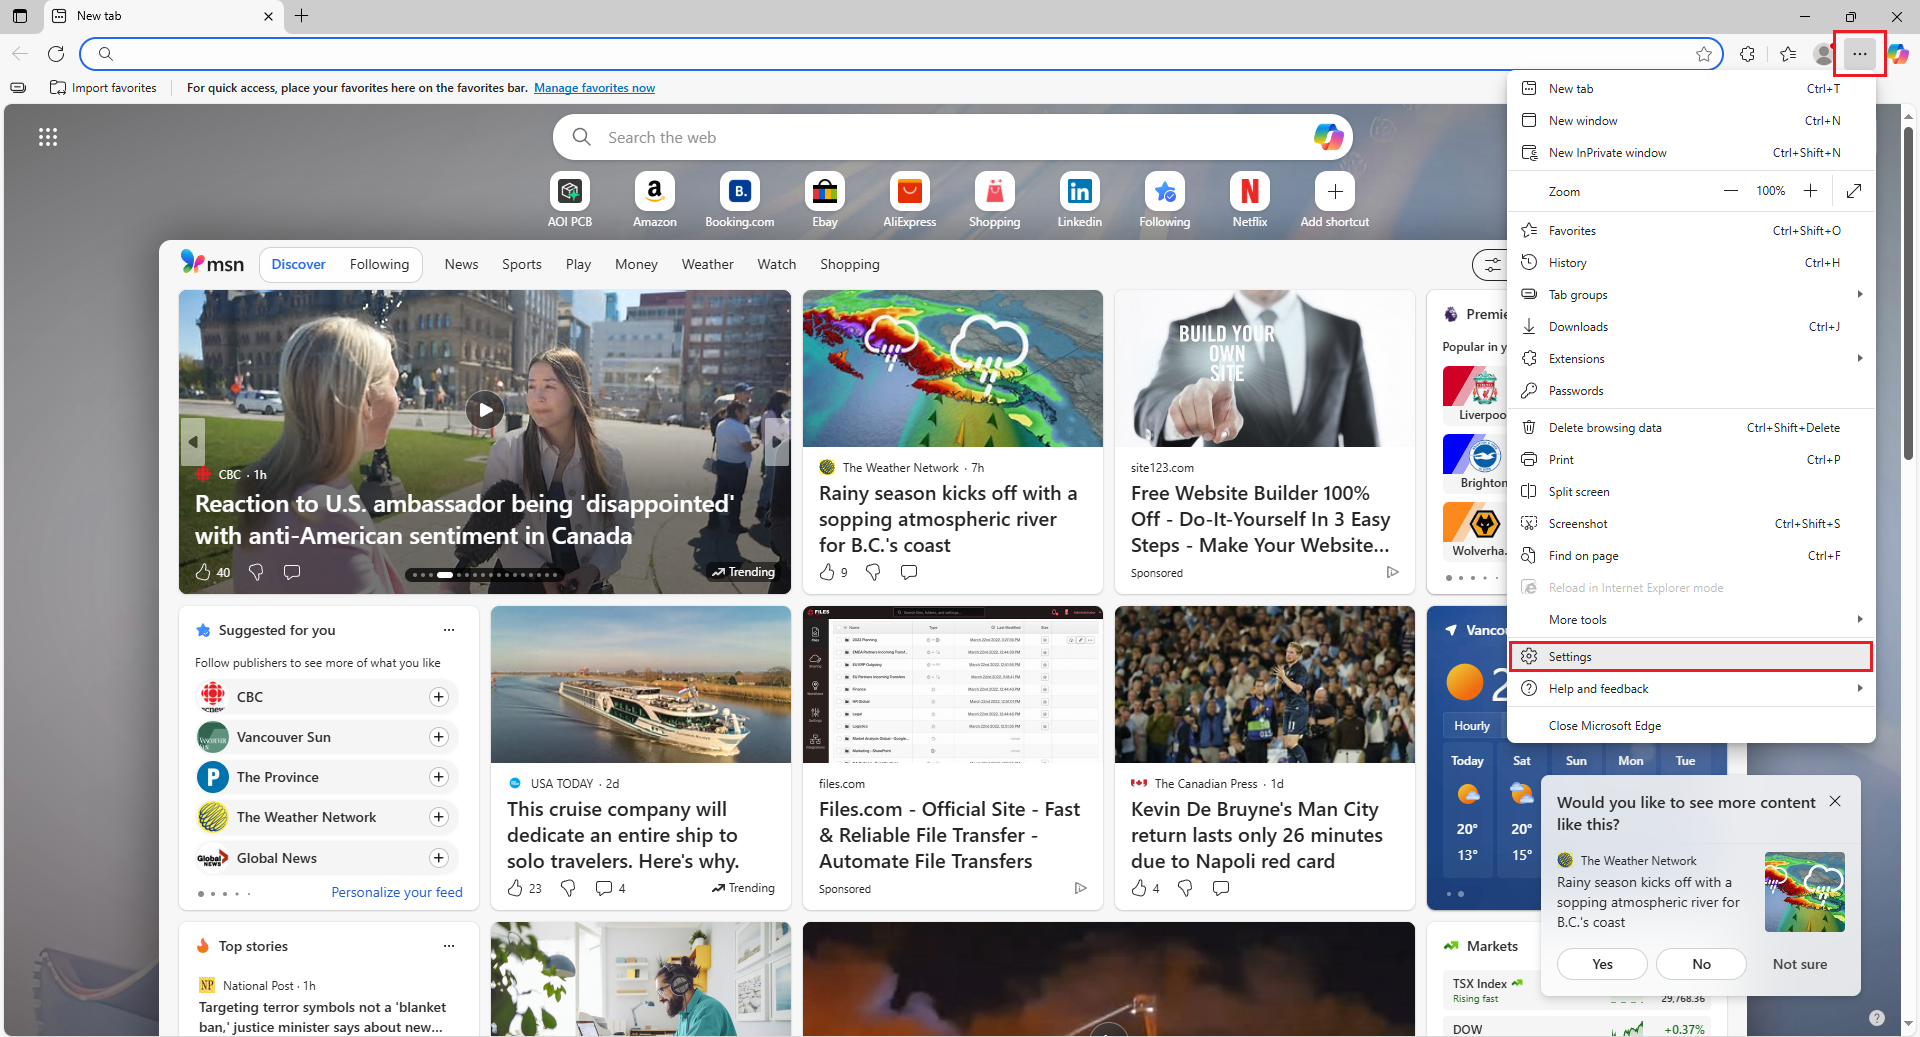 New tab
Import favorites
For quick access, place your favorites here on the favorites bar. Manage favorites now
Search the web
AOI PCB
Amazon
Booking.com
Ebay
AliExpress
Shopping
Linkedin
Following
Netflix
Add shortcut
msn
Discover
Following
News
Sports
Play
Money
Weather
Watch
Shopping
CBC · 1h
Reaction to U.S. ambassador being 'disappointed'
with anti-American sentiment in Canada
40
Trending
The Weather Network · 7h
Rainy season kicks off with a
sopping atmospheric river
for B.C.'s coast
9
BUILD YOUR
OWN
SITE
site123.com
Free Website Builder 100%
Off - Do-It-Yourself In 3 Easy
Steps - Make Your Website...
Sponsored
Premie
Popular in y
Liverpoo
Brighton
Wolverha..
Suggested for you
Follow publishers to see more of what you like
CBC
Vancouver Sun
The Province
The Weather Network
Global News
Personalize your feed
USA TODAY · 2d
This cruise company will
dedicate an entire ship to
solo travelers. Here's why.
23
4
Trending
FILES
files.com
Files.com - Official Site - Fast
& Reliable File Transfer -
Automate File Transfers
Sponsored
The Canadian Press · 1d
Kevin De Bruyne's Man City
return lasts only 26 minutes
due to Napoli red card
4
Vancou
2
Hourly
Today
Sat
Sun
Mon
Tue
20°
20°
13°
15°
Top stories
National Post · 1h
Targeting terror symbols not a 'blanket
ban,' justice minister says about new...
Markets
TSX Index
Rising fast
29,768.36
DOW
+0.37%
New tab Ctrl+T
New window Ctrl+N
New InPrivate window Ctrl+Shift+N
Zoom 100%
Favorites Ctrl+Shift+O
History Ctrl+H
Tab groups
Downloads Ctrl+J
Extensions
Passwords
Delete browsing data Ctrl+Shift+Delete
Print Ctrl+P
Split screen
Screenshot Ctrl+Shift+S
Find on page Ctrl+F
Reload in Internet Explorer mode
More tools
Settings
Help and feedback
Close Microsoft Edge
Would you like to see more content
like this?
The Weather Network
Rainy season kicks off with a
sopping atmospheric river for
B.C.'s coast
Yes
No
Not sure